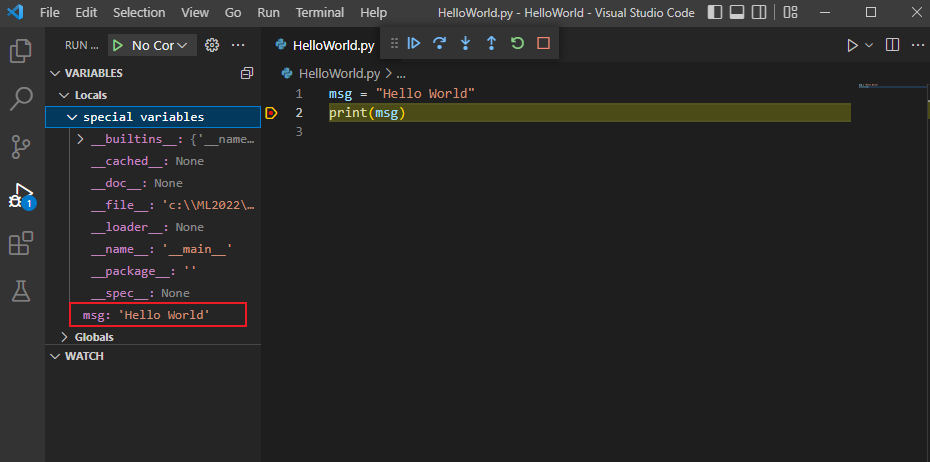 File Edit Selection View Go Run Terminal Help HelloWorld.py - HelloWorld - Visual Studio Code
RUN ... No Cor ...
HelloWorld.py
VARIABLES
HelloWorld.py > ...
Locals
special variables
__builtins__: {'__name...
__cached__: None
__doc__: None
__file__: 'c:\\ML2022\...
__loader__: None
__name__: '__main__'
__package__: ''
__spec__: None
msg: 'Hello World'
Globals
WATCH
1
1 msg = "Hello World"
2 print(msg)
3